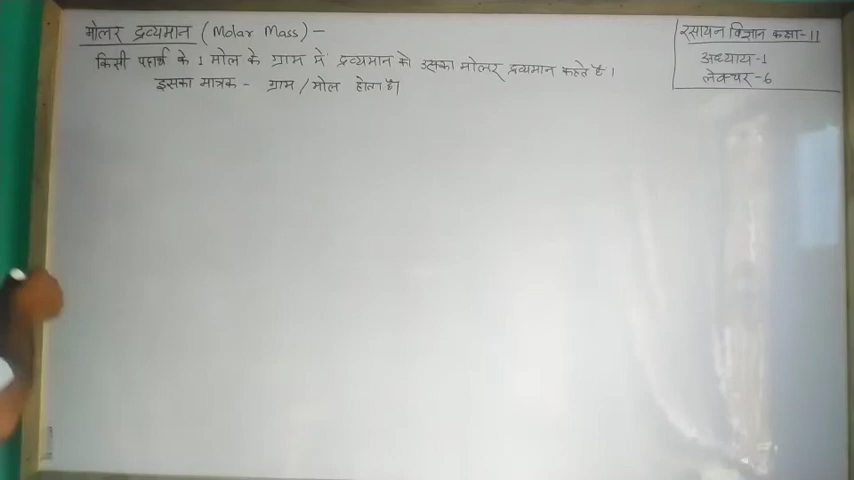 मोलर द्रव्यमान (Molar Mass) –
किसी पदार्थ के 1 मोल के ग्राम में द्रव्यमान को उसका मोलर द्रव्यमान कहते है।
इसका मात्रक - ग्राम / मोल होता है।
रसायन विज्ञान कक्षा-11
अध्याय-1
लेक्चर-6